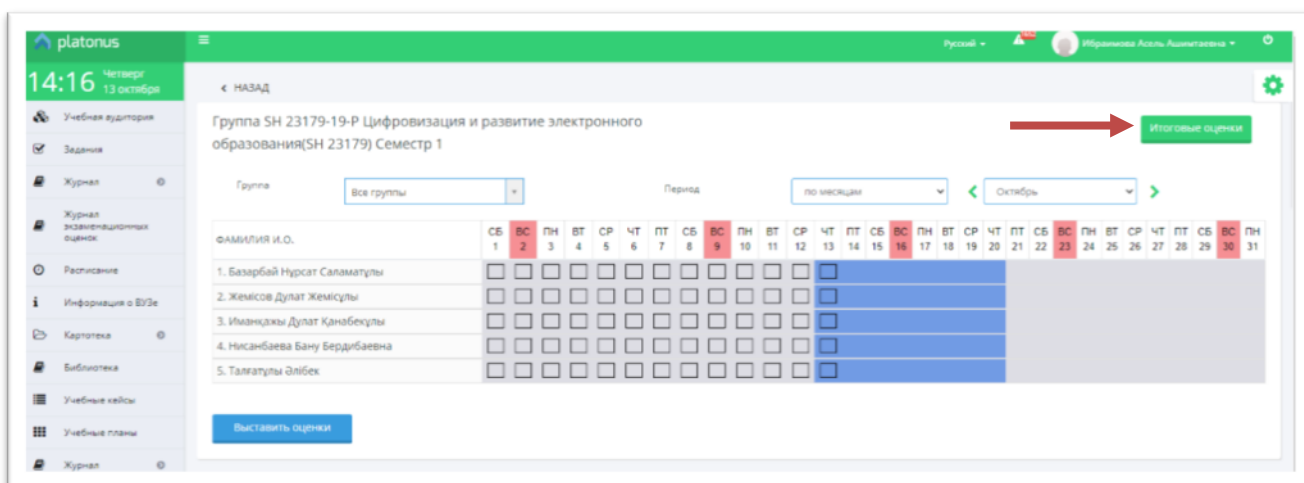 platonus
Русский
Ибраимова Асель Ашимтаевна
14:16 Четверг
13 октября
НАЗАД
Учебная аудитория
Задания
Журнал
Журнал
экзаменационных
оценок
Расписание
Информация о ВУЗе
Картотека
Библиотека
Учебные кейсы
Учебные планы
Журнал
Группа SH 23179-19-Р Цифровизация и развитие электронного
образования(SH 23179) Семестр 1
Итоговые оценки
Группа Все группы Период по месяцам Октябрь
ФАМИЛИЯ И.О.
СБ ВС ПН ВТ СР ЧТ ПТ СБ ВС ПН ВТ СР ЧТ ПТ СБ ВС ПН ВТ СР ЧТ ПТ СБ ВС ПН ВТ СБ ЧТ ПТ СБ ВС ПН
1 2 3 4 5 6 7 8 9 10 11 12 13 14 15 16 17 18 19 20 21 22 23 24 25 26 27 28 29 30 31
1. Базарбай Нұрсат Саламатұлы
2. Жемісов Дулат Жемісұлы
3. Иманқажы Дулат Қанабекұлы
4. Нисанбаева Бану Бердибаевна
5. Талғатұлы Әлібек
Выставить оценки